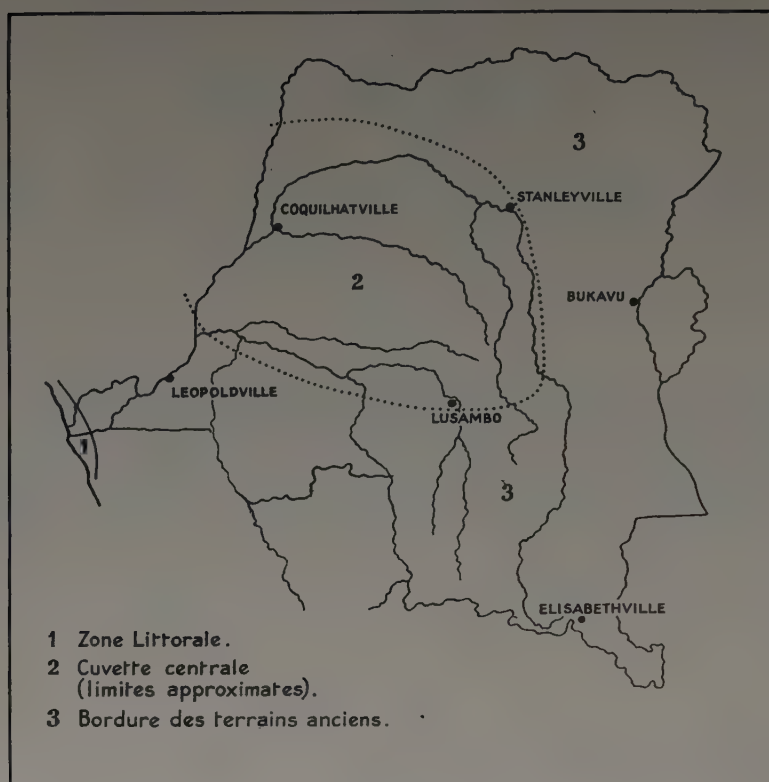 3
STANLEYVILLE
COQUILHATVILLE
2
BUKAVU
LEOPOLDVILLE
LUSAMBO
1
3
ELISABETHVILLE
1 Zone Littorale.
2 Cuvette centrale
(limites approximates).
3 Bordure des terrains anciens.